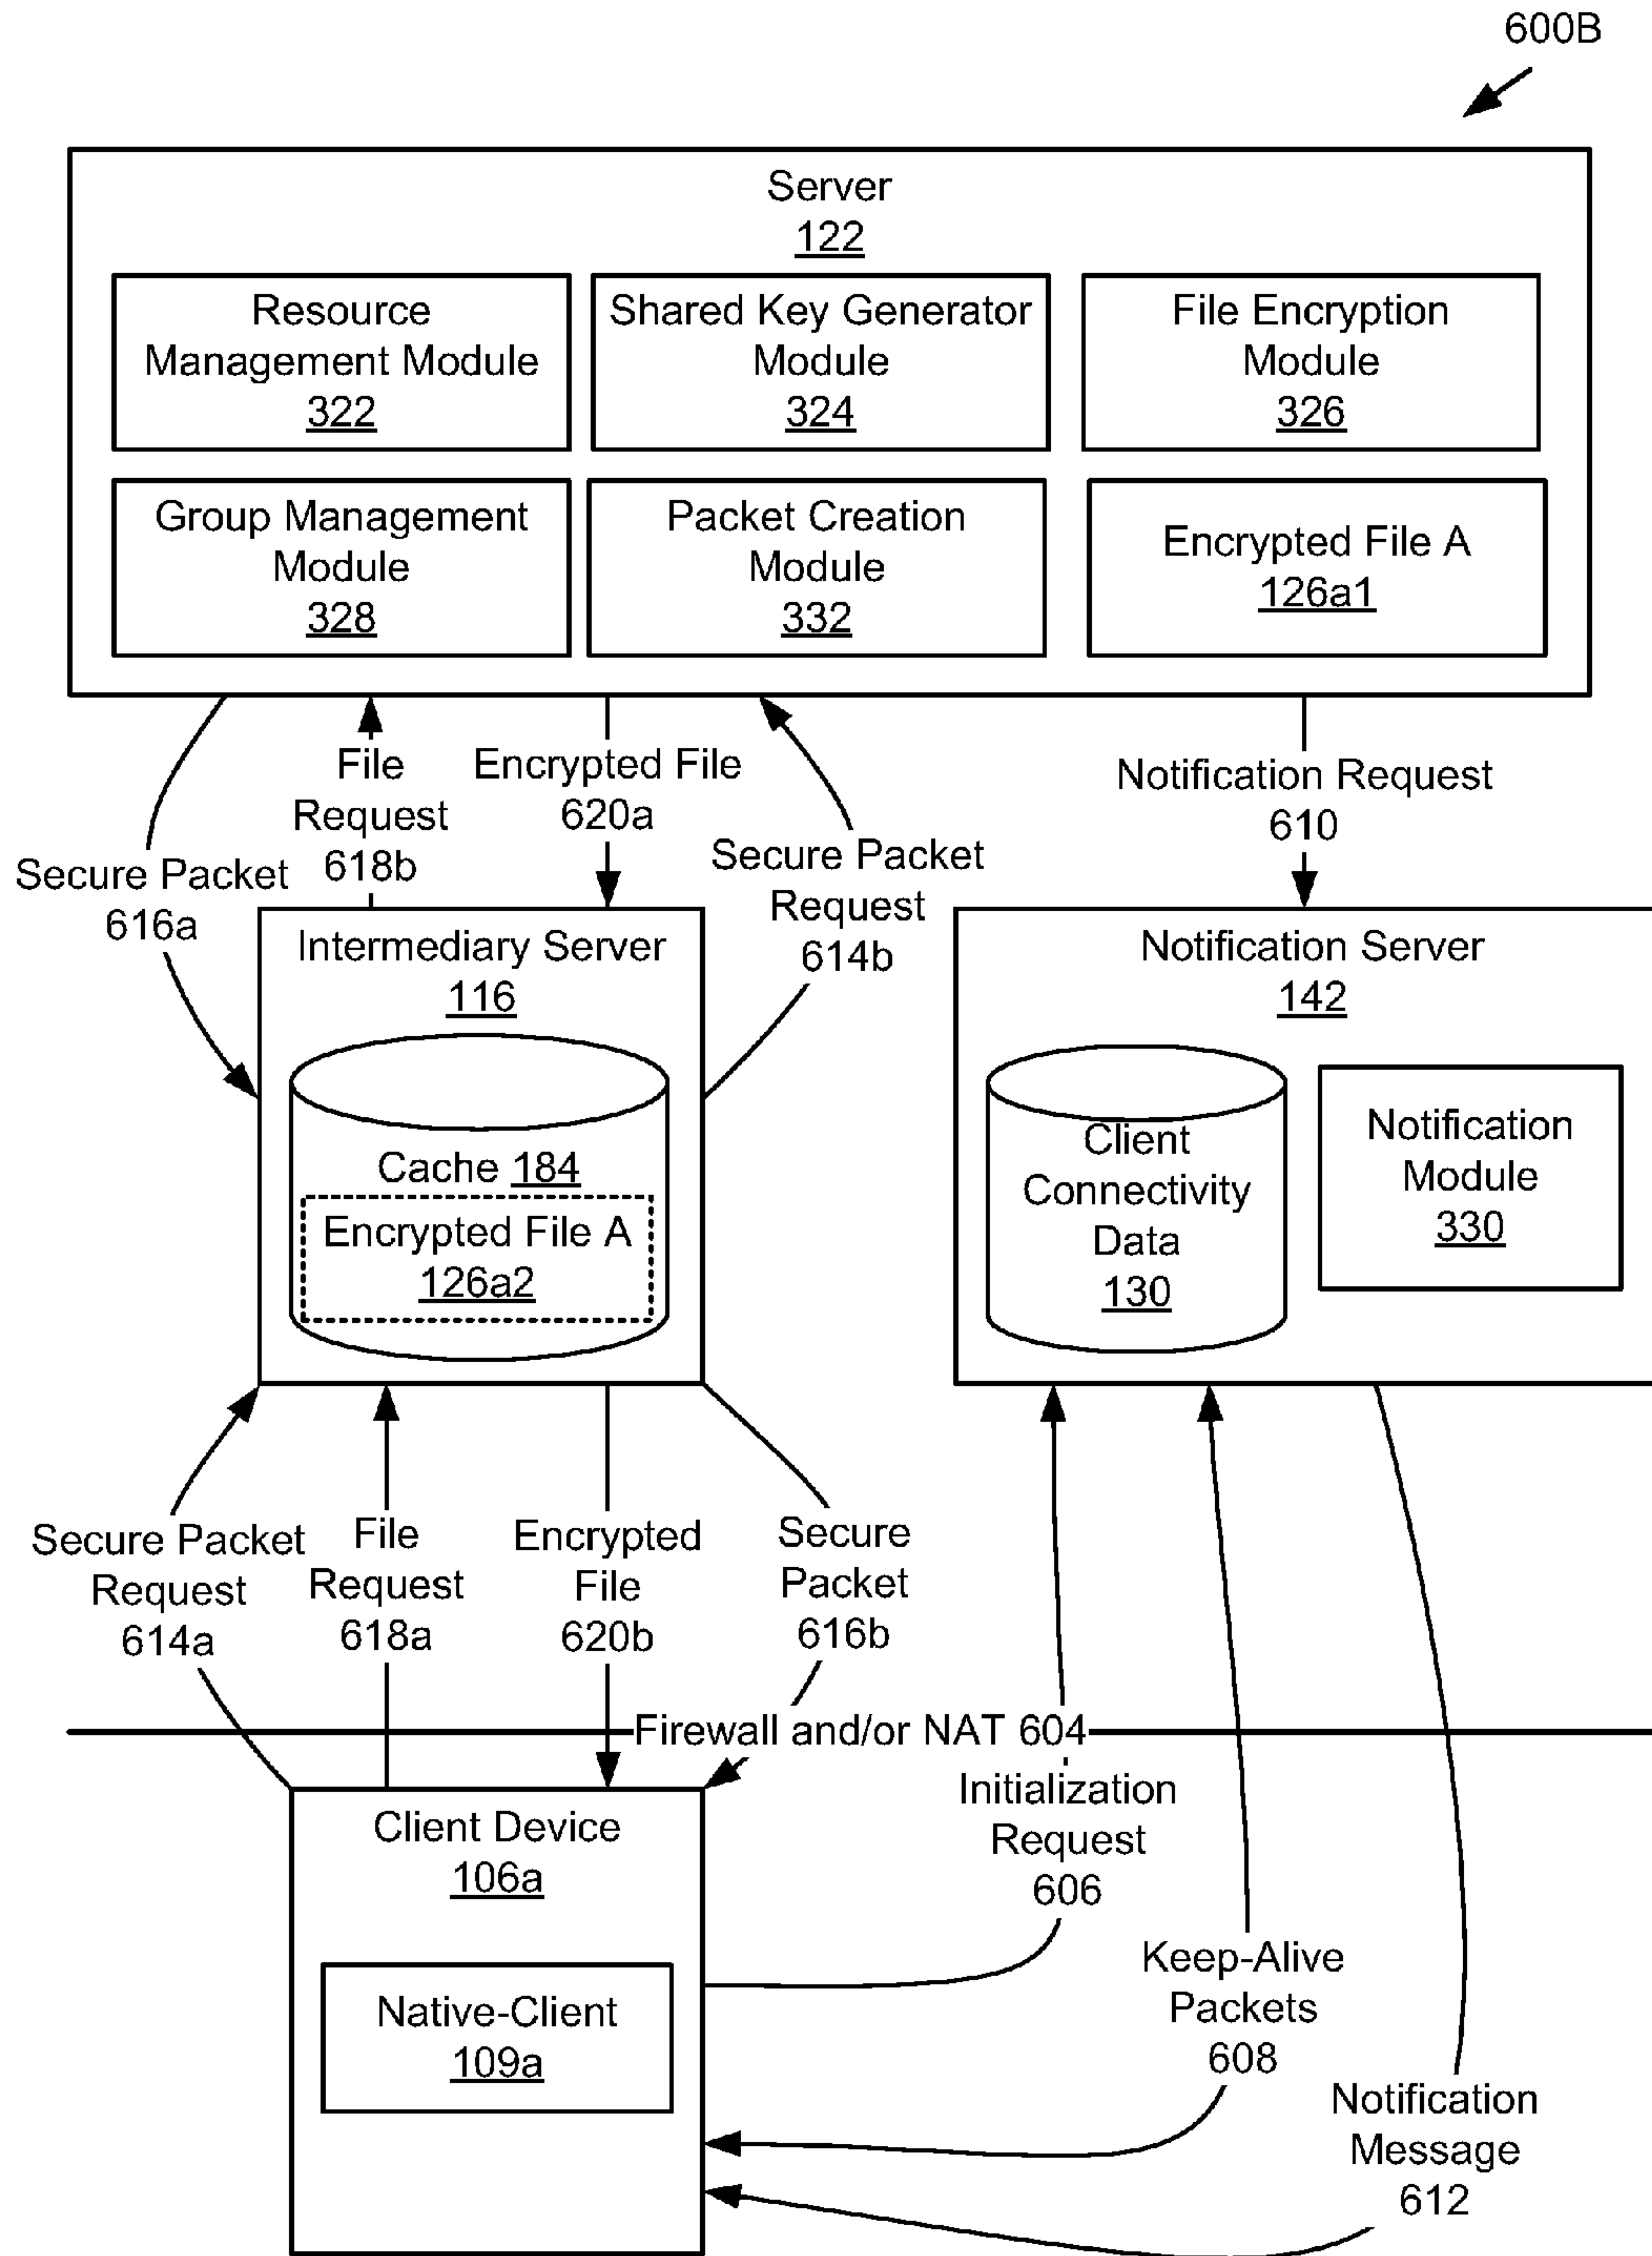 600B
Server
122
Resource
Management Module
322
Shared Key Generator
Module
324
File Encryption
Module
326
Group Management
Module
328
Packet Creation
Module
332
Encrypted File A
126a1
Secure Packet
616a
File
Request
618b
Encrypted File
620a
Secure Packet
Request
614b
Notification Request
610
Intermediary Server
116
Cache 184
Encrypted File A
126a2
Notification Server
142
Client
Connectivity
Data
130
Notification
Module
330
Secure Packet
Request
614a
File
Request
618a
Encrypted
File
620b
Secure
Packet
616b
Firewall and/or NAT 604
Initialization
Request
606
Client Device
106a
Native-Client
109a
Keep-Alive
Packets
608
Notification
Message
612